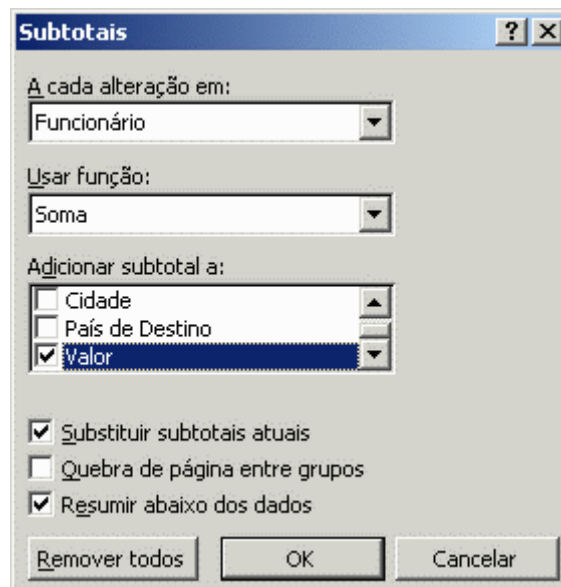 Subtotais
A cada alteração em:
Funcionário
Usar função:
Soma
Adicionar subtotal a:
Cidade
País de Destino
Valor
Substituir subtotais atuais
Quebra de página entre grupos
Resumir abaixo dos dados
Remover todos OK Cancelar